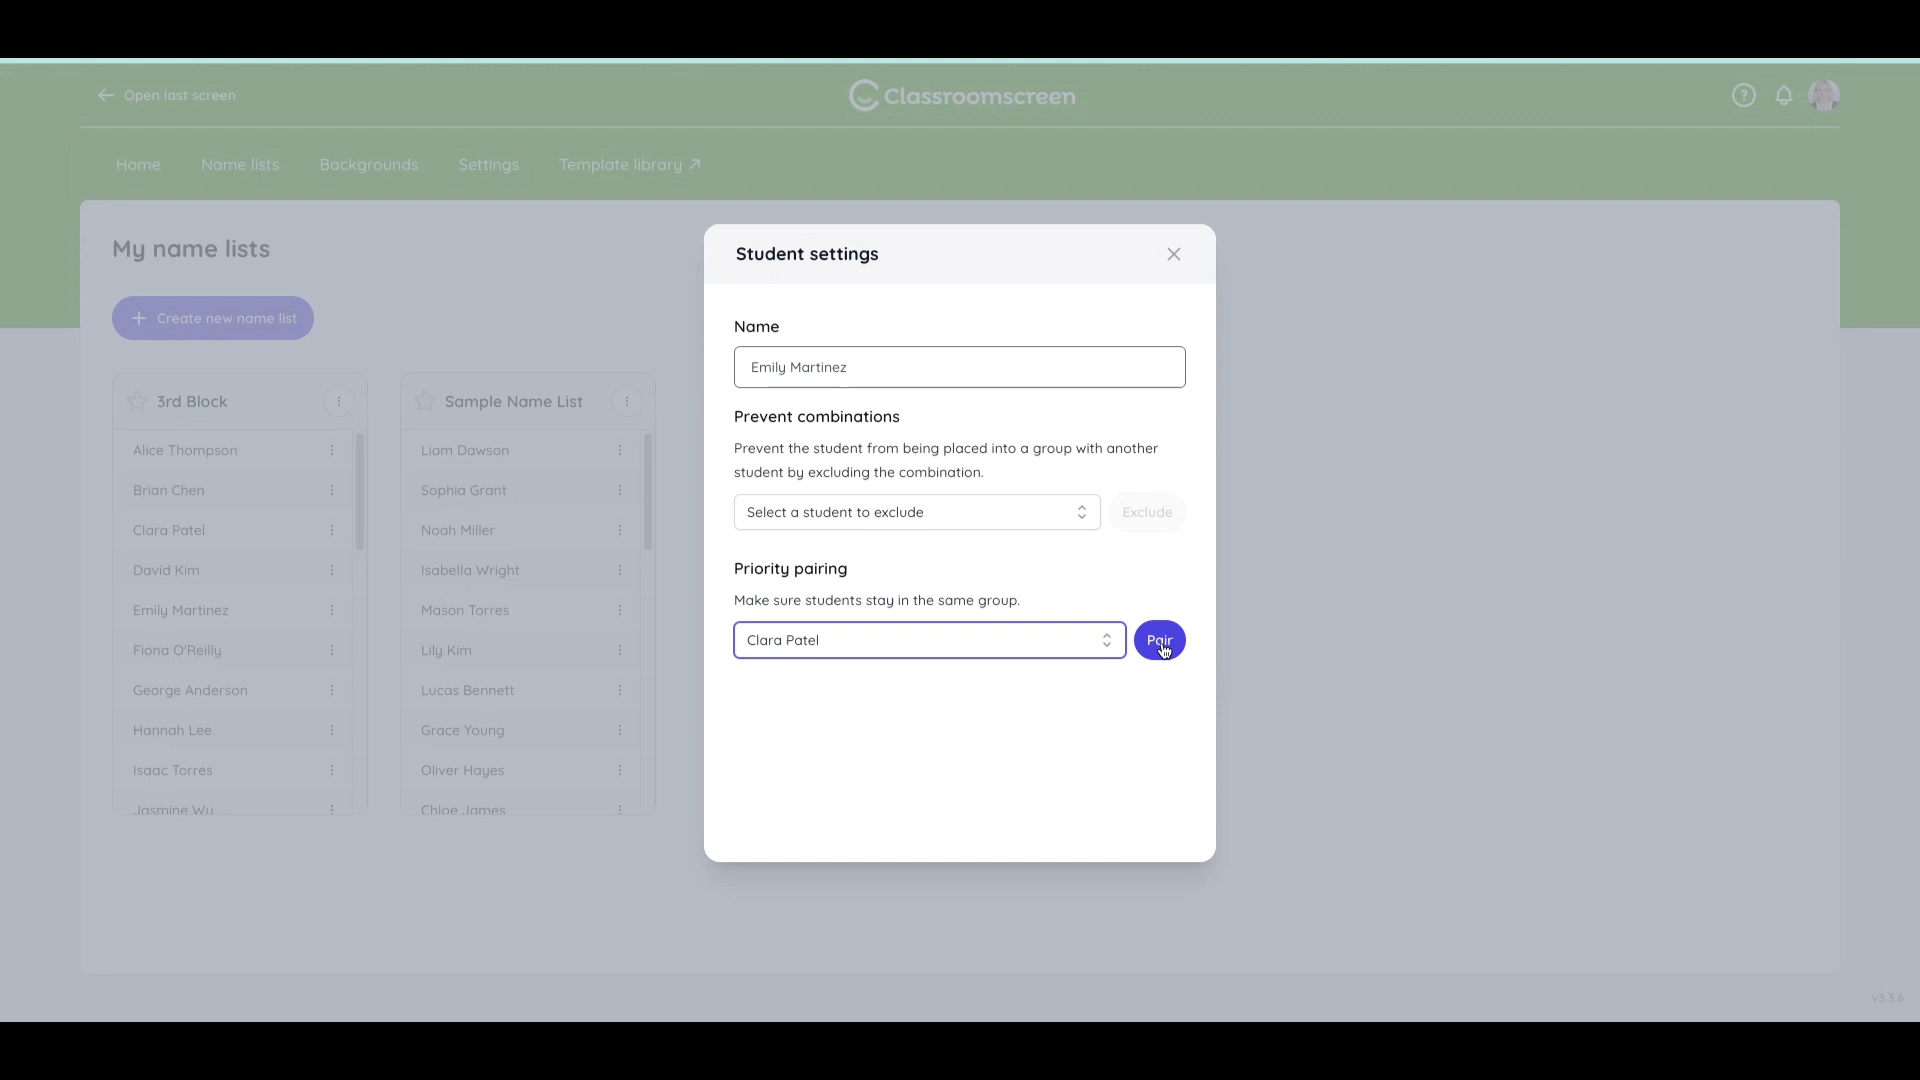 Open last screen
Classroomscreen
Home
Name lists
Backgrounds
Settings
Template library
My name lists
Create new name list
3rd Block
Alice Thompson
Brian Chen
Clara Patel
David Kim
Emily Martinez
Fiona O'Reilly
George Anderson
Hannah Lee
Isaac Torres
Jasmine Wu
Sample Name List
Liam Dawson
Sophia Grant
Noah Miller
Isabella Wright
Mason Torres
Lily Kim
Lucas Bennett
Grace Young
Oliver Hayes
Chloe James
Student settings
Name
Emily Martinez
Prevent combinations
Prevent the student from being placed into a group with another
student by excluding the combination.
Select a student to exclude
Exclude
Priority pairing
Make sure students stay in the same group.
Clara Patel
Pair
v3.3.6